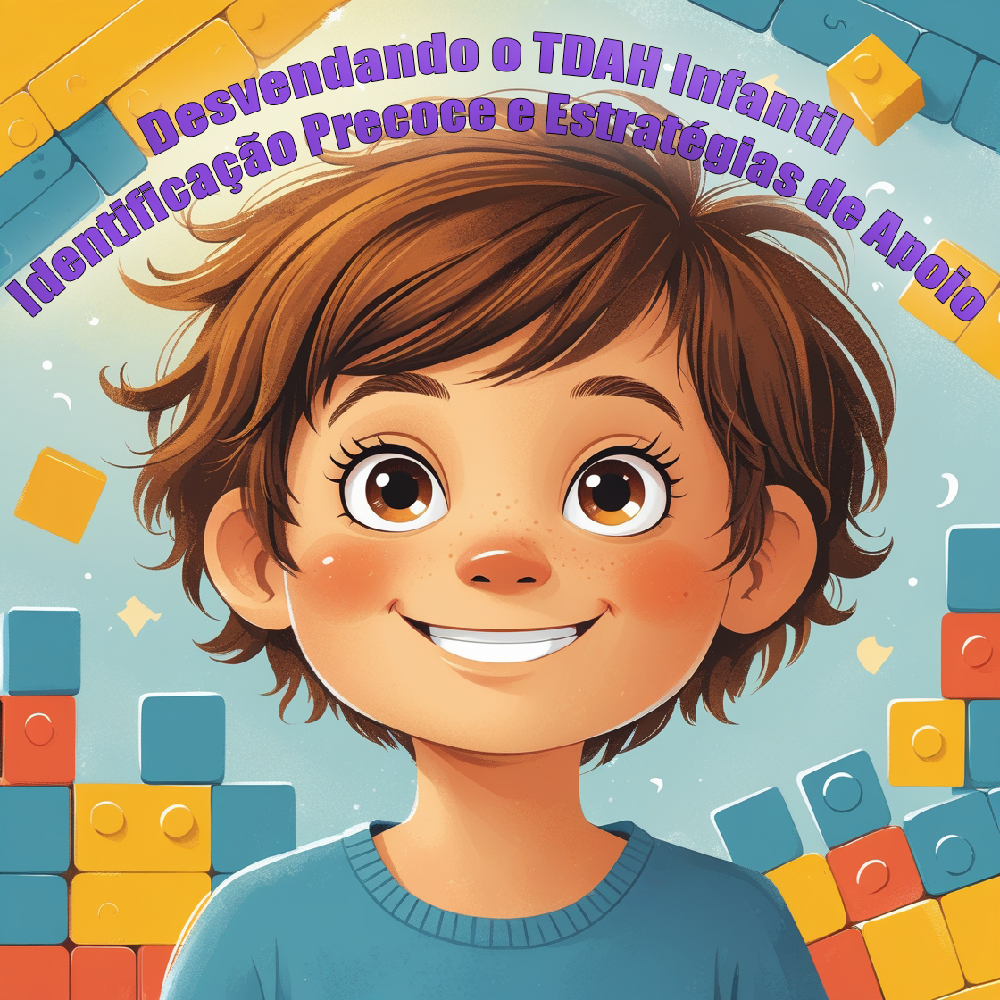 Desvendando o TDAH Infantil
Identificação Precoce e Estratégias de Apoio